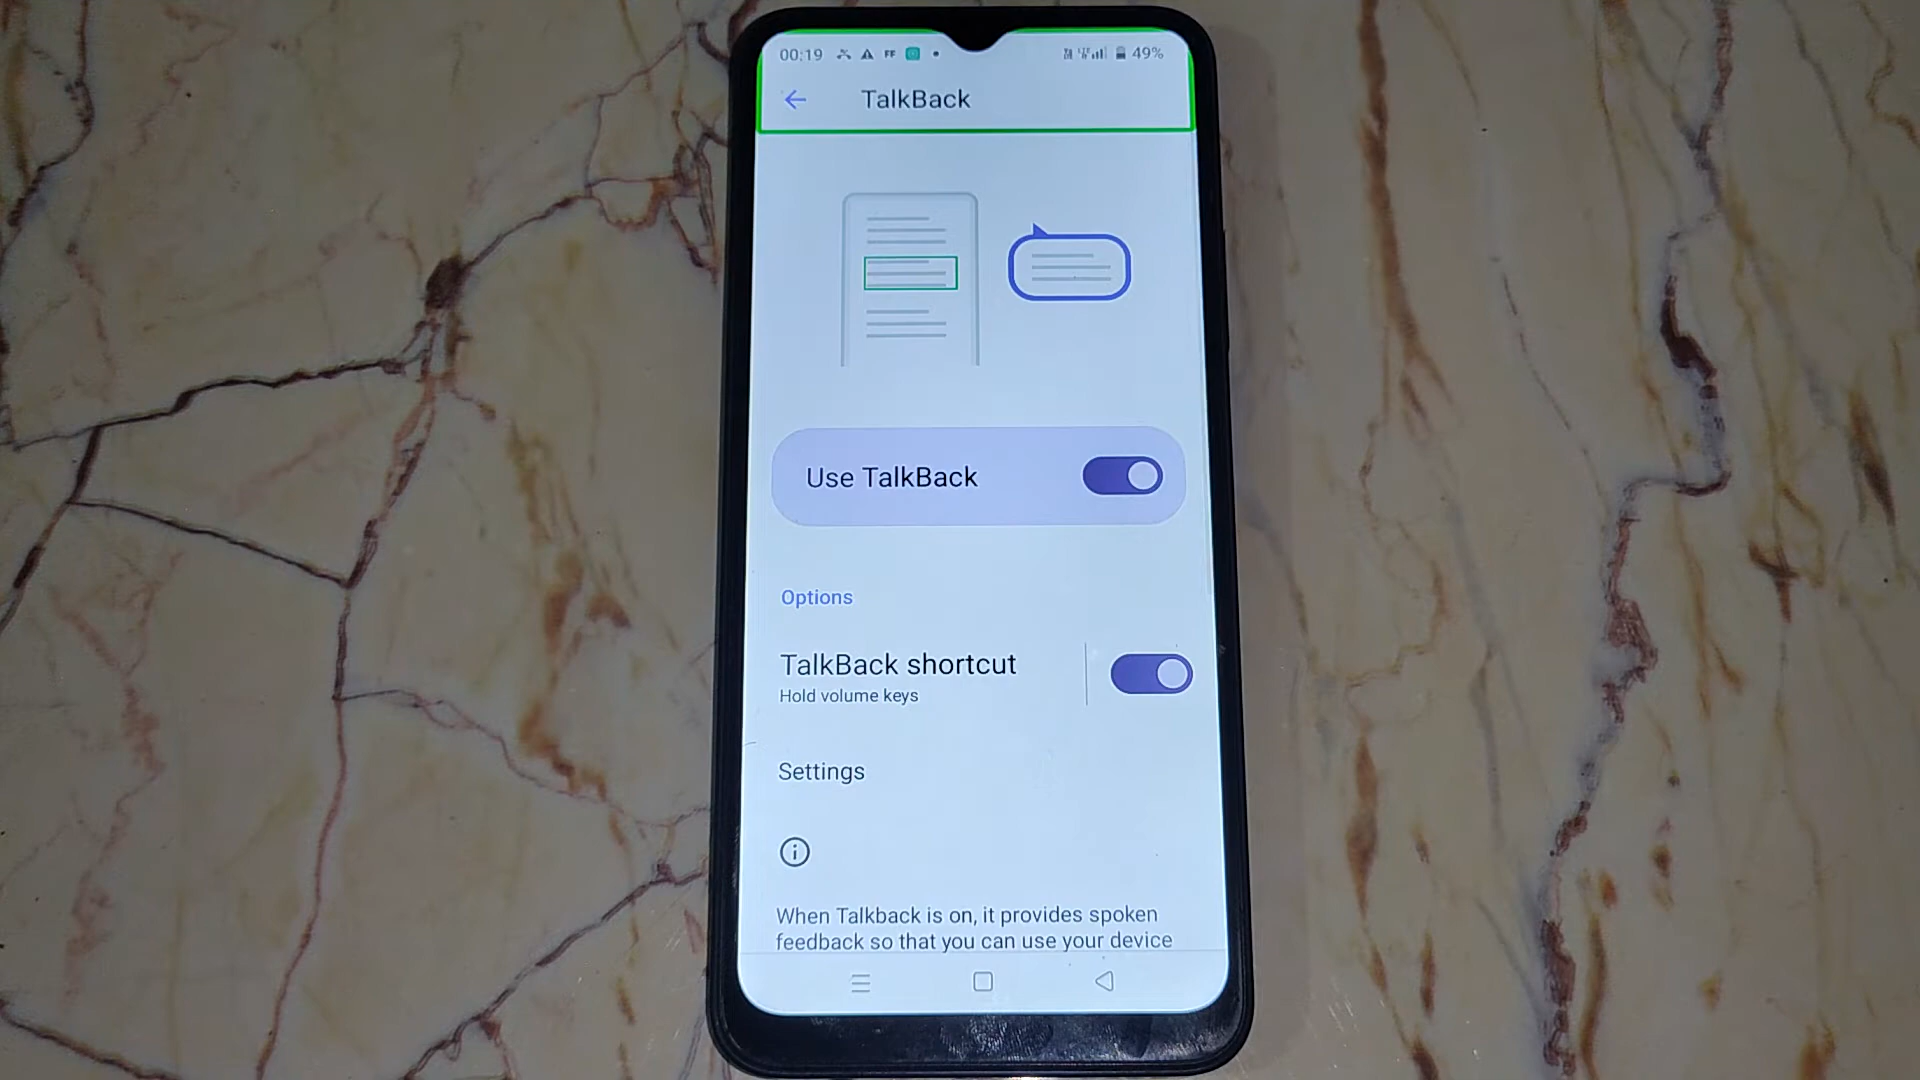 00:19 FF 49%
TalkBack
Use TalkBack
Options
TalkBack shortcut
Hold volume keys
Settings
When Talkback is on, it provides spoken
feedback so that you can use your device